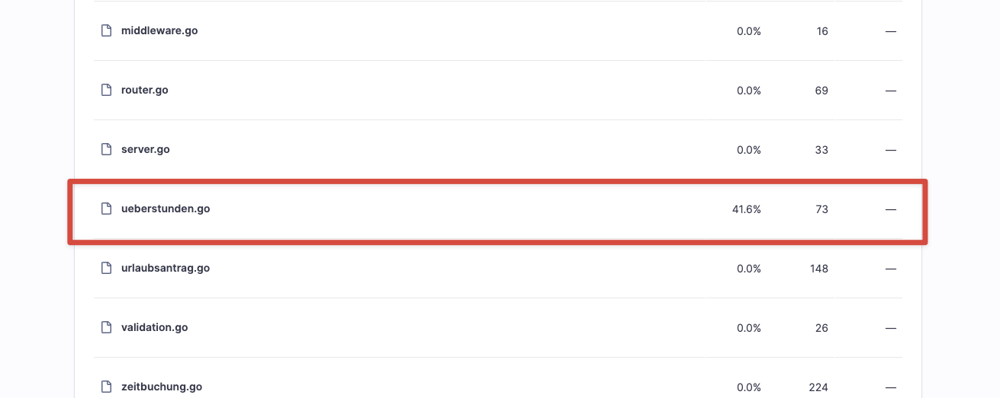 middleware.go 0.0% 16 —
router.go 0.0% 69 —
server.go 0.0% 33 —
ueberstunden.go 41.6% 73 —
urlaubsantrag.go 0.0% 148 —
validation.go 0.0% 26 —
zeitbuchung.go 0.0% 224 —